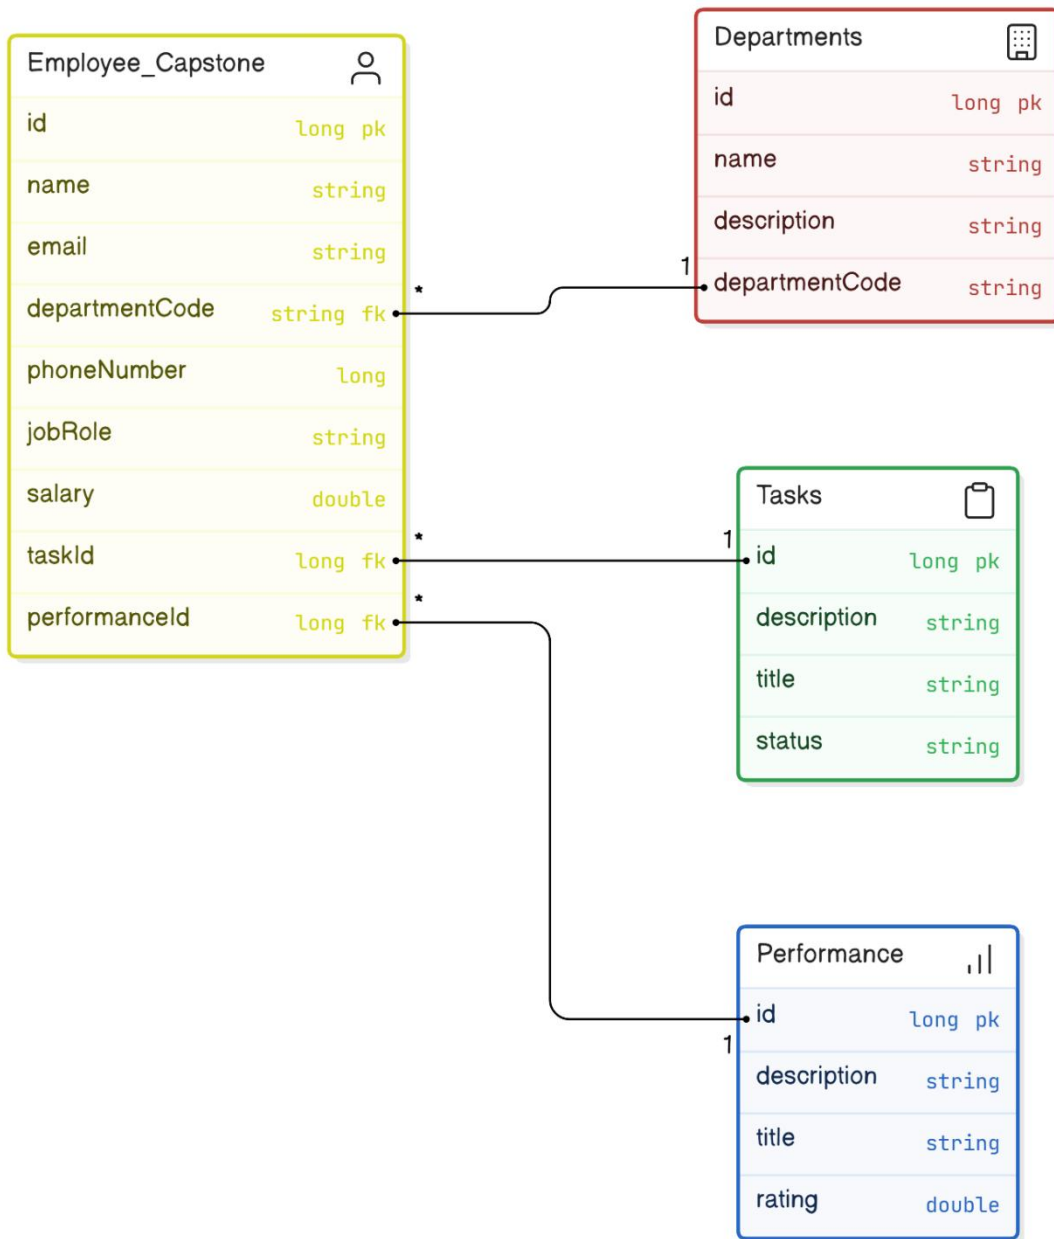 Employee_Capstone
id long pk
name string
email string
departmentCode string fk
phoneNumber long
jobRole string
salary double
taskId long fk
performanceId long fk
*
*
*
Departments
id long pk
name string
description string
departmentCode string
1
Tasks
id long pk
description string
title string
status string
1
Performance
id long pk
description string
title string
rating double
1